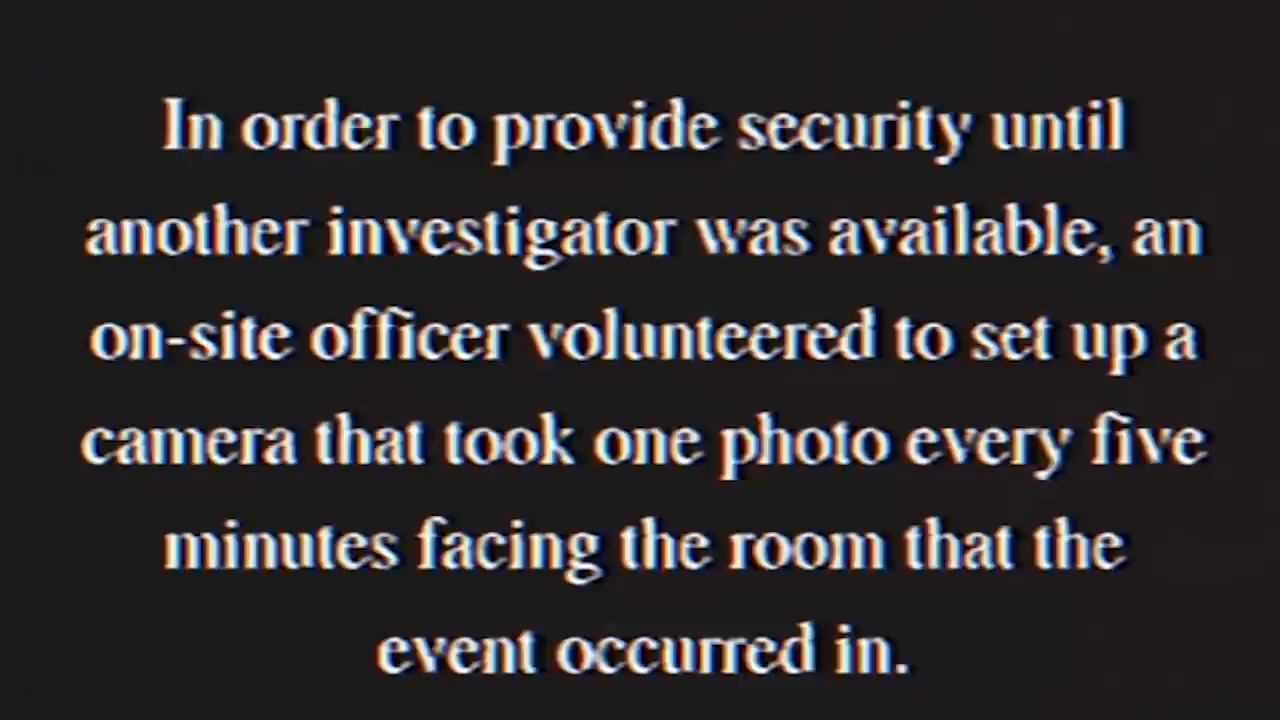 In order to provide security until
another investigator was available, an
on-site officer volunteered to set up a
camera that took one photo every five
minutes facing the room that the
event occurred in.